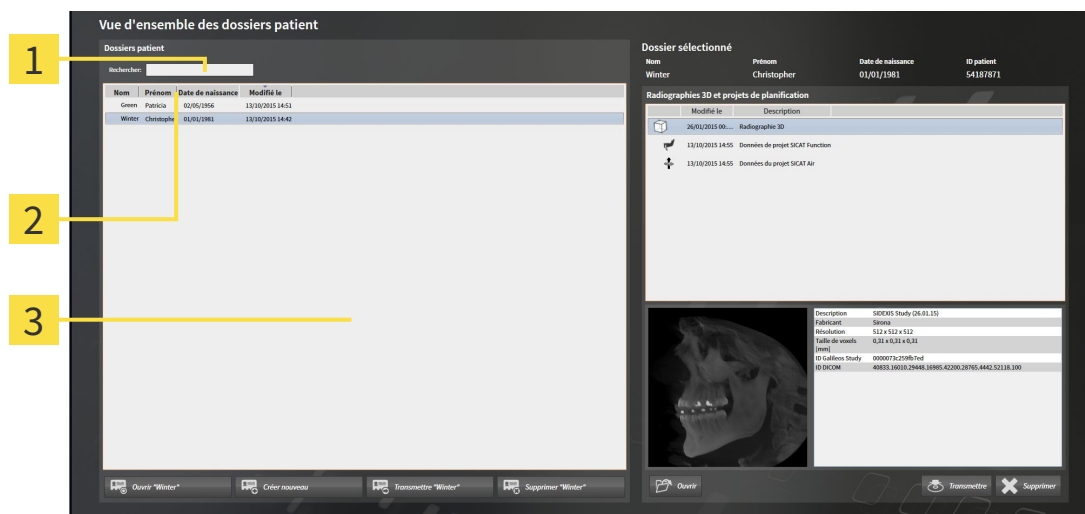 Vue d'ensemble des dossiers patient
1
2
3
Dossiers patient
Rechercher:
Nom Prénom Date de naissance Modifié le
Green Patricia 02/05/1956 13/10/2015 14:51
Winter Christophe 01/01/1981 13/10/2015 14:42
Ouvrir "Winter"
Créer nouveau
Transmettre "Winter"
Supprimer "Winter"
Dossier sélectionné
Nom Prénom Date de naissance ID patient
Winter Christopher 01/01/1981 54187871
Radiographies 3D et projets de planification
Modifié le Description
26/01/2015 00:.... Radiographie 3D
13/10/2015 14:55 Données de projet SICAT Function
13/10/2015 14:55 Données du projet SICAT Air
Description SIDEXIS Study (26.01.15)
Fabricant Sirona
Résolution 512 x 512 x 512
Taille de voxels 0,31 x 0,31 x 0,31
[mm]
ID Galileos Study 0000073c259fb7ed
ID DICOM 40833.16010.29448.16985.42200.28765.4442.52118.100
Ouvrir
Transmettre
Supprimer